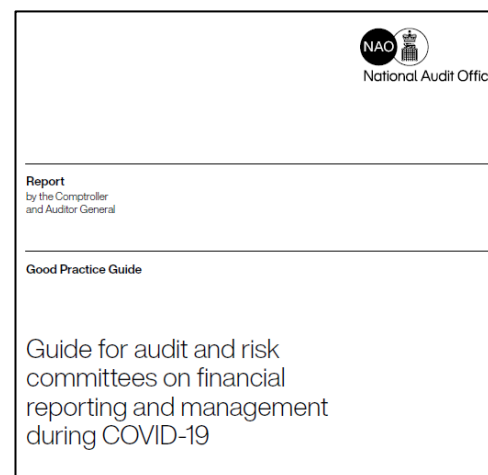 NAO
National Audit Offic
Report
by the Comptroller
and Auditor General
Good Practice Guide
Guide for audit and risk
committees on financial
reporting and management
during COVID-19